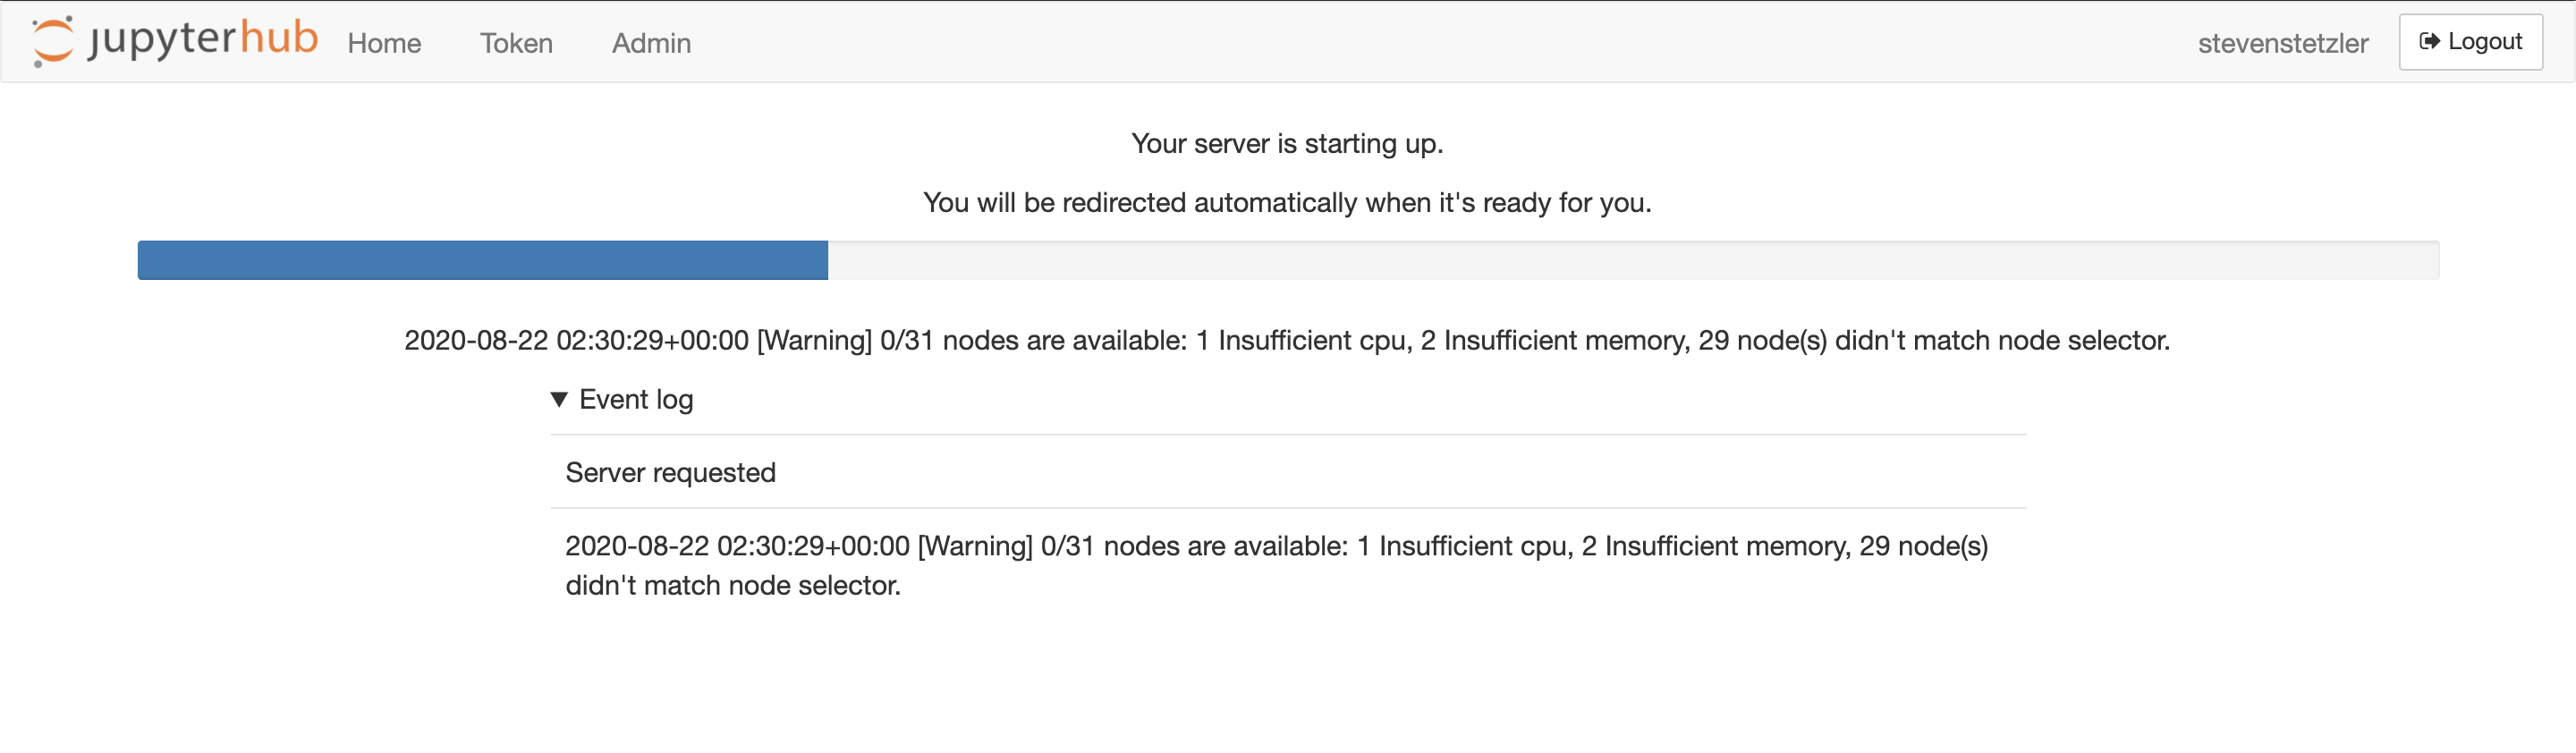 jupyterhub Home Token Admin stevenstetzler Logout
Your server is starting up.
You will be redirected automatically when it's ready for you.
2020-08-22 02:30:29+00:00 [Warning] 0/31 nodes are available: 1 Insufficient cpu, 2 Insufficient memory, 29 node(s) didn't match node selector.
Event log
Server requested
2020-08-22 02:30:29+00:00 [Warning] 0/31 nodes are available: 1 Insufficient cpu, 2 Insufficient memory, 29 node(s)
didn't match node selector.